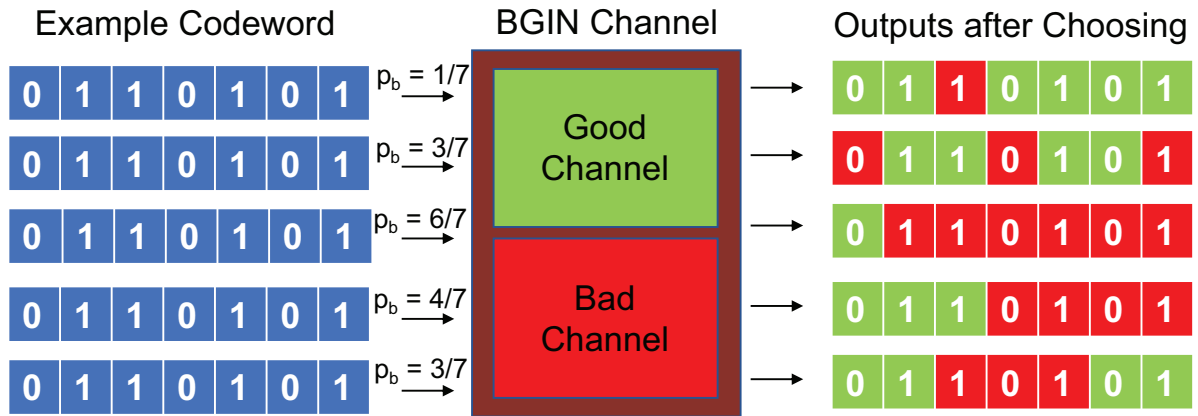 Example Codeword BGIN Channel Outputs after Choosing
0 1 1 0 1 0 1 p_b = 1/7 0 1 1 0 1 0 1
0 1 1 0 1 0 1 p_b = 3/7 0 1 1 0 1 0 1
Good
Channel
0 1 1 0 1 0 1 p_b = 6/7 0 1 1 0 1 0 1
0 1 1 0 1 0 1 p_b = 4/7 0 1 1 0 1 0 1
Bad
Channel
0 1 1 0 1 0 1 p_b = 3/7 0 1 1 0 1 0 1